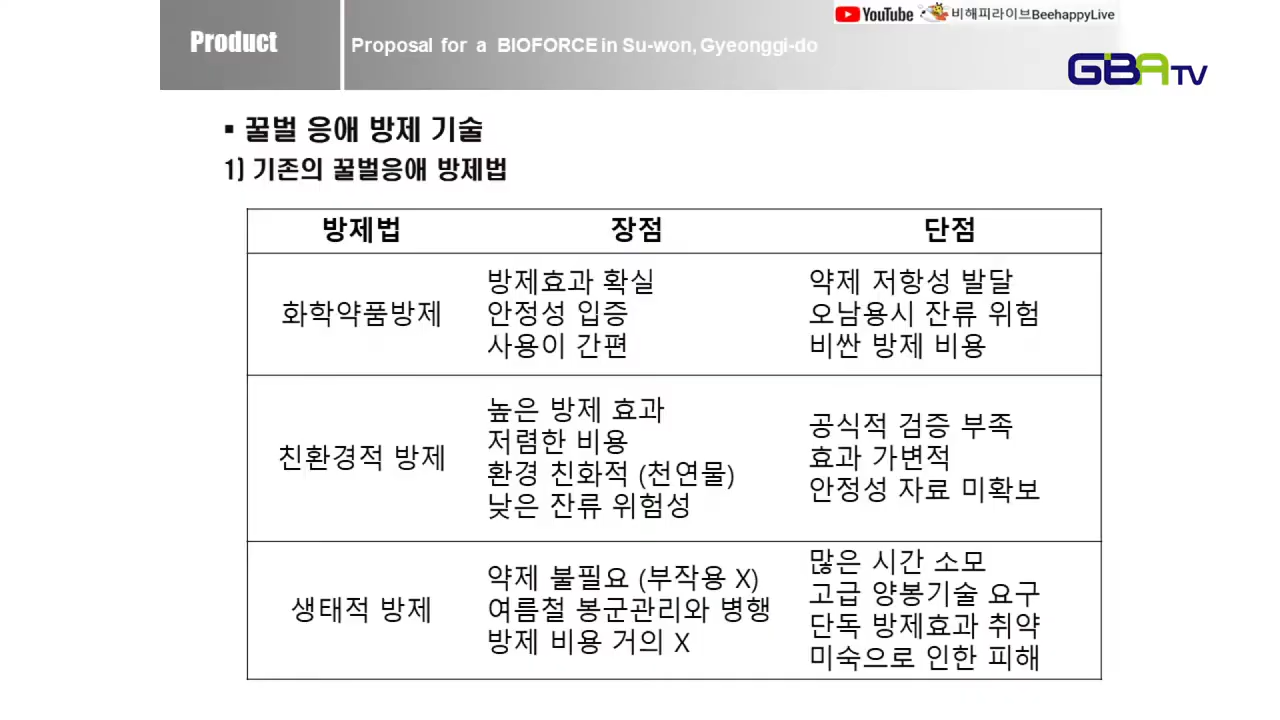 Product
Proposal for a BIOFORCE in Su-won, Gyeonggi-do
YouTube 비해피라이브BeehappyLive
GBA TV
▪ 꿀벌 응애 방제 기술
1) 기존의 꿀벌응애 방제법
방제법 장점 단점
화학약품방제
방제효과 확실
안정성 입증
사용이 간편
약제 저항성 발달
오남용시 잔류 위험
비싼 방제 비용
친환경적 방제
높은 방제 효과
저렴한 비용
환경 친화적 (천연물)
낮은 잔류 위험성
공식적 검증 부족
효과 가변적
안정성 자료 미확보
생태적 방제
약제 불필요 (부작용 X)
여름철 봉군관리와 병행
방제 비용 거의 X
많은 시간 소모
고급 양봉기술 요구
단독 방제효과 취약
미숙으로 인한 피해